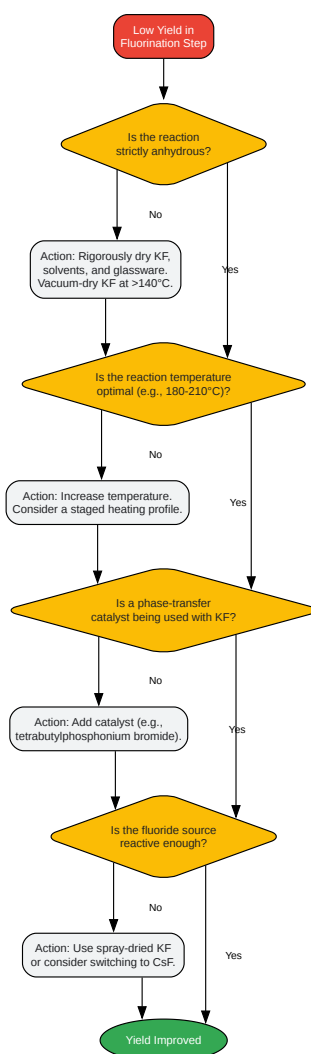 Low Yield in
Fluorination Step
Is the reaction
strictly anhydrous?
No
Action: Rigorously dry KF,
solvents, and glassware.
Vacuum-dry KF at >140°C.
Yes
Is the reaction temperature
optimal (e.g., 180-210°C)?
No
Action: Increase temperature.
Consider a staged heating profile.
Yes
Is a phase-transfer
catalyst being used with KF?
No
Action: Add catalyst (e.g.,
tetrabutylphosphonium bromide).
Yes
Is the fluoride source
reactive enough?
No
Action: Use spray-dried KF
or consider switching to CsF.
Yes
Yield Improved